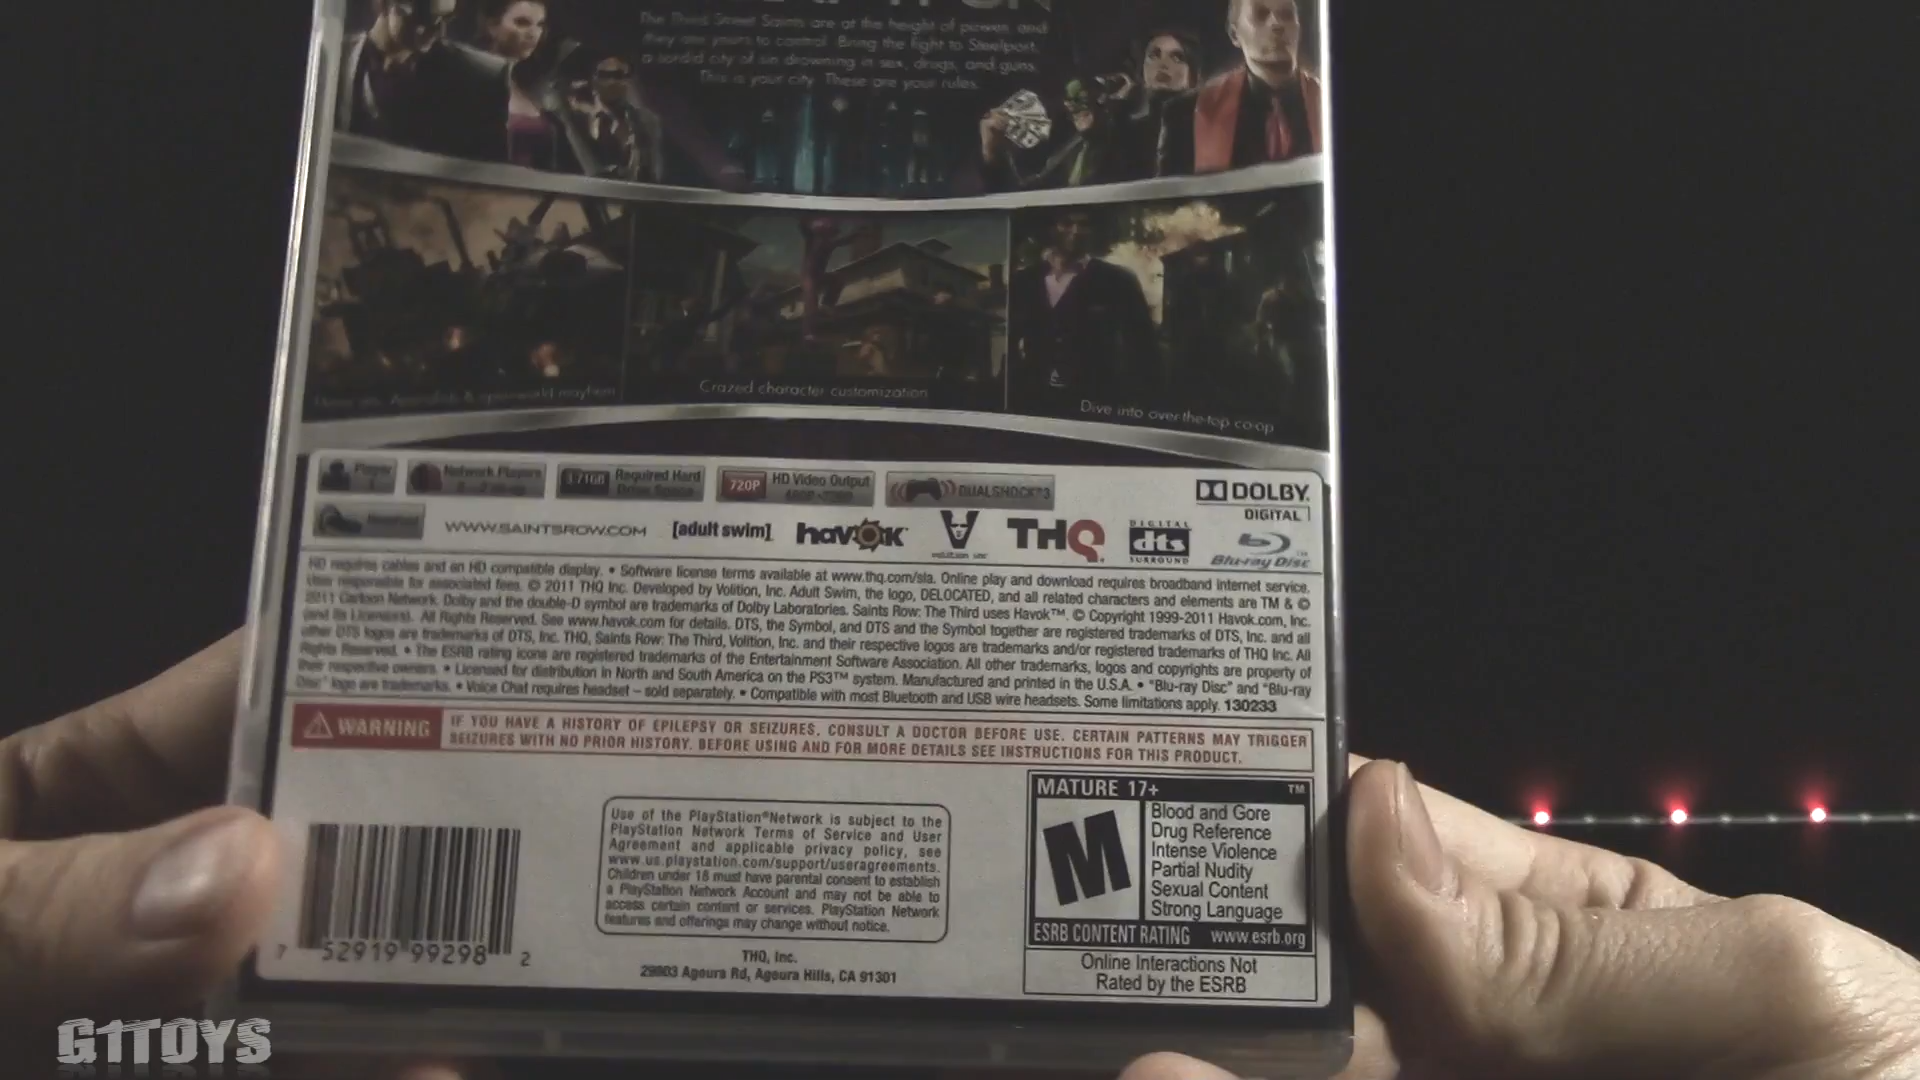 The Third Street Saints are at the height of power, and
they are yours to control. Bring the fight to Steelport,
a sordid city of sin drowning in sex, drugs, and guns.
This is your city. These are your rules.
& open-world mayhem
Crazed character customization
Dive into over-the-top co-op
Player
1
Network Players
Required Hard
Drive Space
720P
HD Video Output
DUALSHOCK®3
DOLBY
DIGITAL
WWW.SAINTSROW.COM
[adult swim]
havok
volition inc
THQ
DIGITAL
dts
SURROUND
Blu-ray Disc
HD requires cables and an HD compatible display. • Software license terms available at www.thq.com/sla. Online play and download requires broadband internet service.
User responsible for associated fees. © 2011 THQ Inc. Developed by Volition, Inc. Adult Swim, the logo, DELOCATED, and all related characters and elements are TM & ©
2011 Cartoon Network. Dolby and the double-D symbol are trademarks of Dolby Laboratories. Saints Row: The Third uses Havok™. © Copyright 1999-2011 Havok.com, Inc.
(and its Licensors). All Rights Reserved. See www.havok.com for details. DTS, the Symbol, and DTS and the Symbol together are registered trademarks of DTS, Inc. and all
other DTS logos are trademarks of DTS, Inc. THQ, Saints Row: The Third, Volition, Inc. and their respective logos are trademarks and/or registered trademarks of THQ Inc. All
Rights Reserved. • The ESRB rating icons are registered trademarks of the Entertainment Software Association. All other trademarks, logos and copyrights are property of
their respective owners. • Licensed for distribution in North and South America on the PS3™ system. Manufactured and printed in the U.S.A. • "Blu-ray Disc" and "Blu-ray
Disc" logo are trademarks. • Voice Chat requires headset – sold separately. • Compatible with most Bluetooth and USB wire headsets. Some limitations apply. 130233
WARNING
IF YOU HAVE A HISTORY OF EPILEPSY OR SEIZURES, CONSULT A DOCTOR BEFORE USE. CERTAIN PATTERNS MAY TRIGGER
SEIZURES WITH NO PRIOR HISTORY. BEFORE USING AND FOR MORE DETAILS SEE INSTRUCTIONS FOR THIS PRODUCT.
Use of the PlayStation®Network is subject to the
PlayStation Network Terms of Service and User
Agreement and applicable privacy policy, see
www.us.playstation.com/support/useragreements.
Children under 18 must have parental consent to establish
a PlayStation Network Account and may not be able to
access certain content or services. PlayStation Network
features and offerings may change without notice.
THQ, Inc.
29903 Agoura Rd, Agoura Hills, CA 91301
MATURE 17+ ™
M
Blood and Gore
Drug Reference
Intense Violence
Partial Nudity
Sexual Content
Strong Language
ESRB CONTENT RATING www.esrb.org
Online Interactions Not
Rated by the ESRB
7 52919 99298 2
G1TOYS